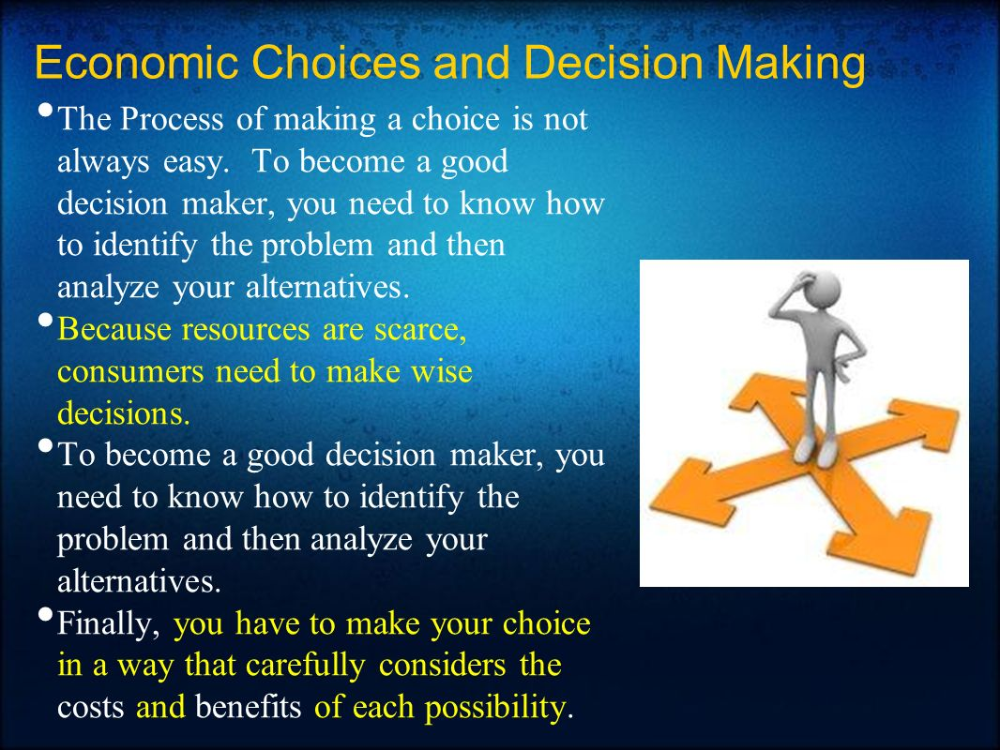 Economic Choices and Decision Making
• The Process of making a choice is not
always easy.  To become a good
decision maker, you need to know how
to identify the problem and then
analyze your alternatives.
• Because resources are scarce,
consumers need to make wise
decisions.
• To become a good decision maker, you
need to know how to identify the
problem and then analyze your
alternatives.
• Finally, you have to make your choice
in a way that carefully considers the
costs and benefits of each possibility.